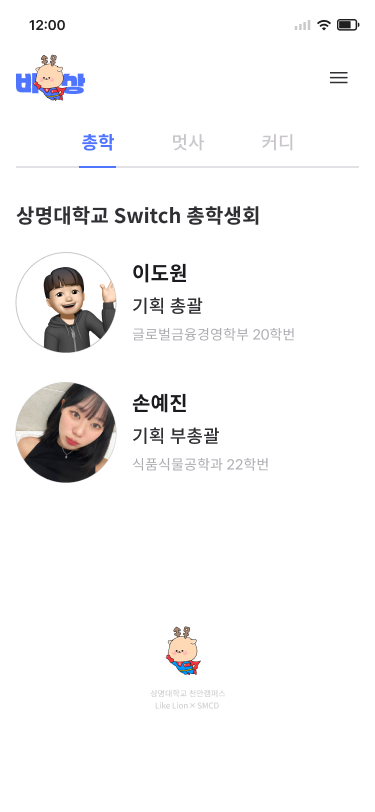 12:00
총학 멋사 커디
상명대학교 Switch 총학생회
이도원
기획 총괄
글로벌금융경영학부 20학번
손예진
기획 부총괄
식품식물공학과 22학번
상명대학교 천안캠퍼스
Like Lion × SMCD